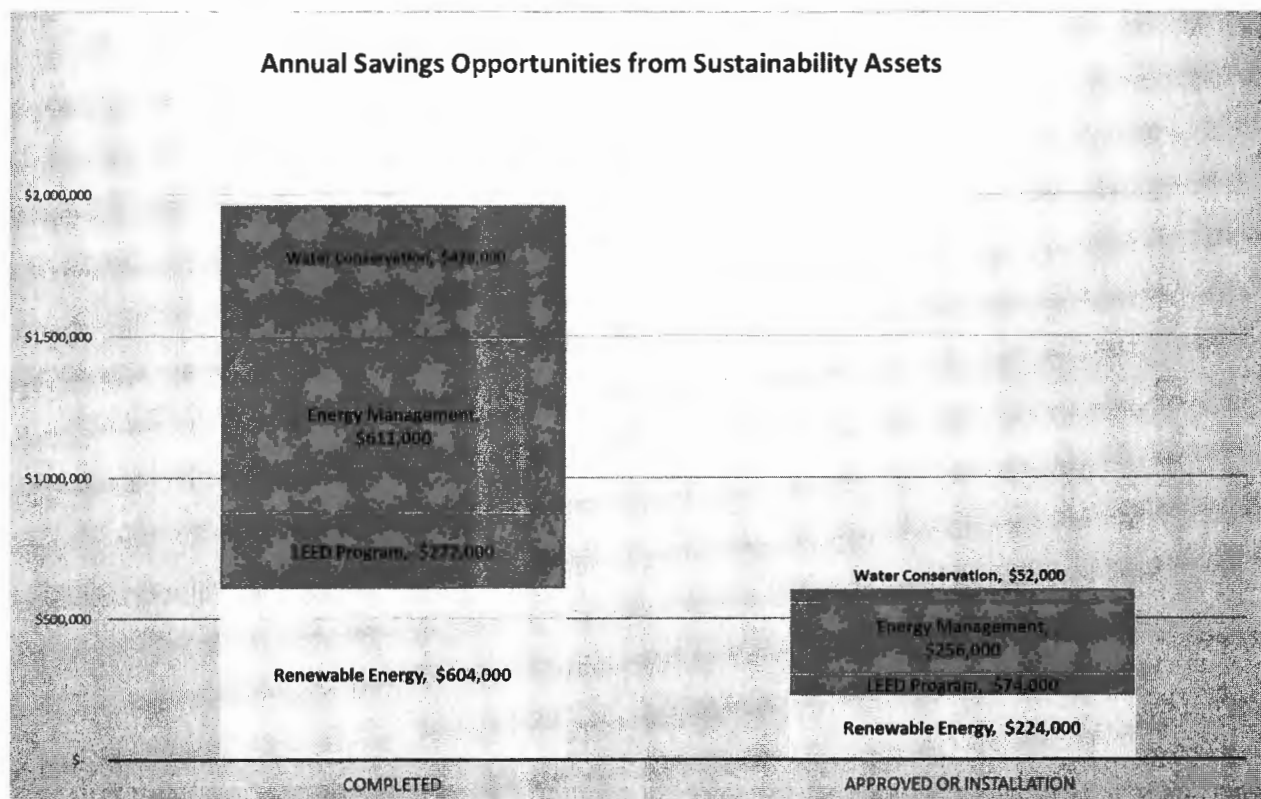 Annual Savings Opportunities from Sustainability Assets
$2,000,000
Water Conservation,
$1,500,000
Energy Management,
$611,000
$1,000,000
LEED Program, $272,000
Water Conservation, $52,000
$500,000
Energy Management,
$256,000
Renewable Energy, $604,000
LEED Program, $74,000
Renewable Energy, $224,000
$-
COMPLETED
APPROVED OR INSTALLATION